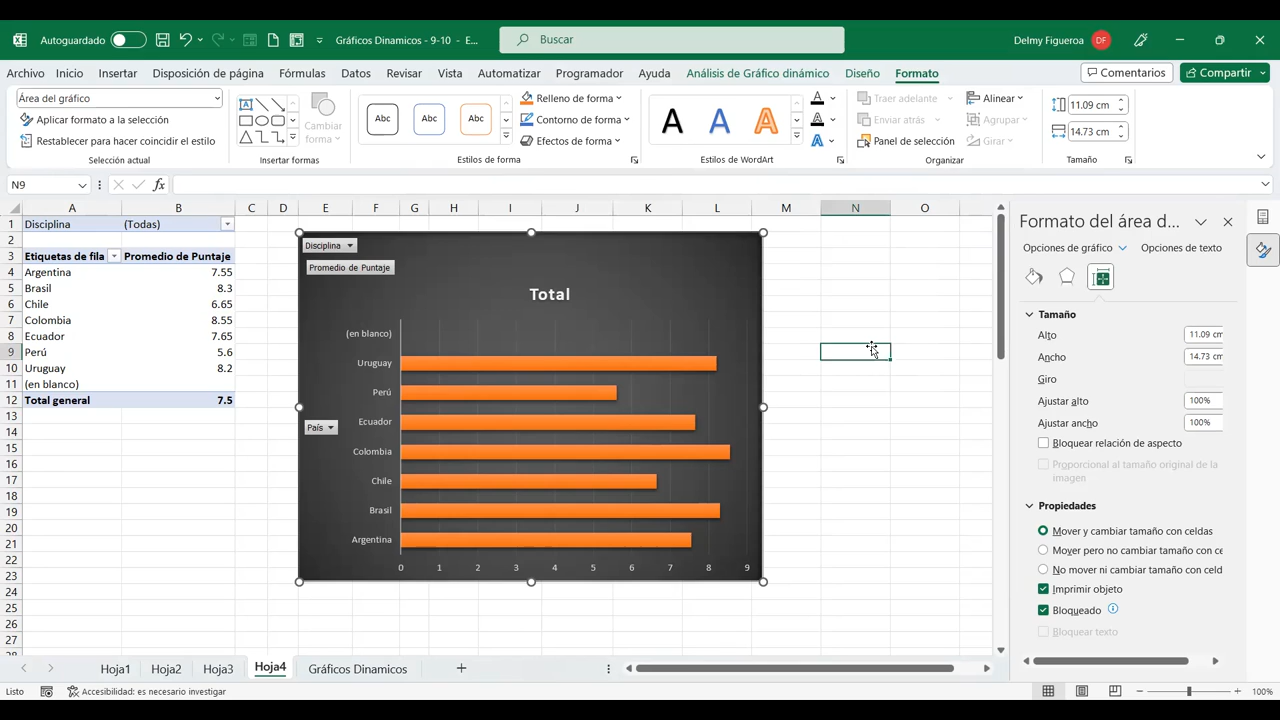 Autoguardado
Gráficos Dinamicos - 9-10 - E...
Buscar
Delmy Figueroa
DF
Archivo Inicio Insertar Disposición de página Fórmulas Datos Revisar Vista Automatizar Programador Ayuda Análisis de Gráfico dinámico Diseño Formato
Comentarios
Compartir
Área del gráfico
Aplicar formato a la selección
Restablecer para hacer coincidir el estilo
Selección actual
Cambiar
forma
Insertar formas
Abc Abc Abc
Relleno de forma
Contorno de forma
Efectos de forma
Estilos de forma
A A A
Estilos de WordArt
Traer adelante
Enviar atrás
Panel de selección
Alinear
Agrupar
Girar
Organizar
11.09 cm
14.73 cm
Tamaño
N9
fx
A B C D E F G H I J K L M N O
1 Disciplina (Todas)
2
3 Etiquetas de fila Promedio de Puntaje
4 Argentina 7.55
5 Brasil 8.3
6 Chile 6.65
7 Colombia 8.55
8 Ecuador 7.65
9 Perú 5.6
10 Uruguay 8.2
11 (en blanco)
12 Total general 7.5
13
14
15
16
17
18
19
20
21
22
23
24
25
26
27
Disciplina
Promedio de Puntaje
Total
(en blanco)
Uruguay
Perú
Ecuador
País
Colombia
Chile
Brasil
Argentina
0 1 2 3 4 5 6 7 8 9
Formato del área d...
Opciones de gráfico Opciones de texto
Tamaño
Alto 11.09 cm
Ancho 14.73 cm
Giro
Ajustar alto 100%
Ajustar ancho 100%
Bloquear relación de aspecto
Proporcional al tamaño original de la
imagen
Propiedades
Mover y cambiar tamaño con celdas
Mover pero no cambiar tamaño con ce
No mover ni cambiar tamaño con celd
Imprimir objeto
Bloqueado
Bloquear texto
Hoja1 Hoja2 Hoja3 Hoja4 Gráficos Dinamicos
Listo
Accesibilidad: es necesario investigar
100%